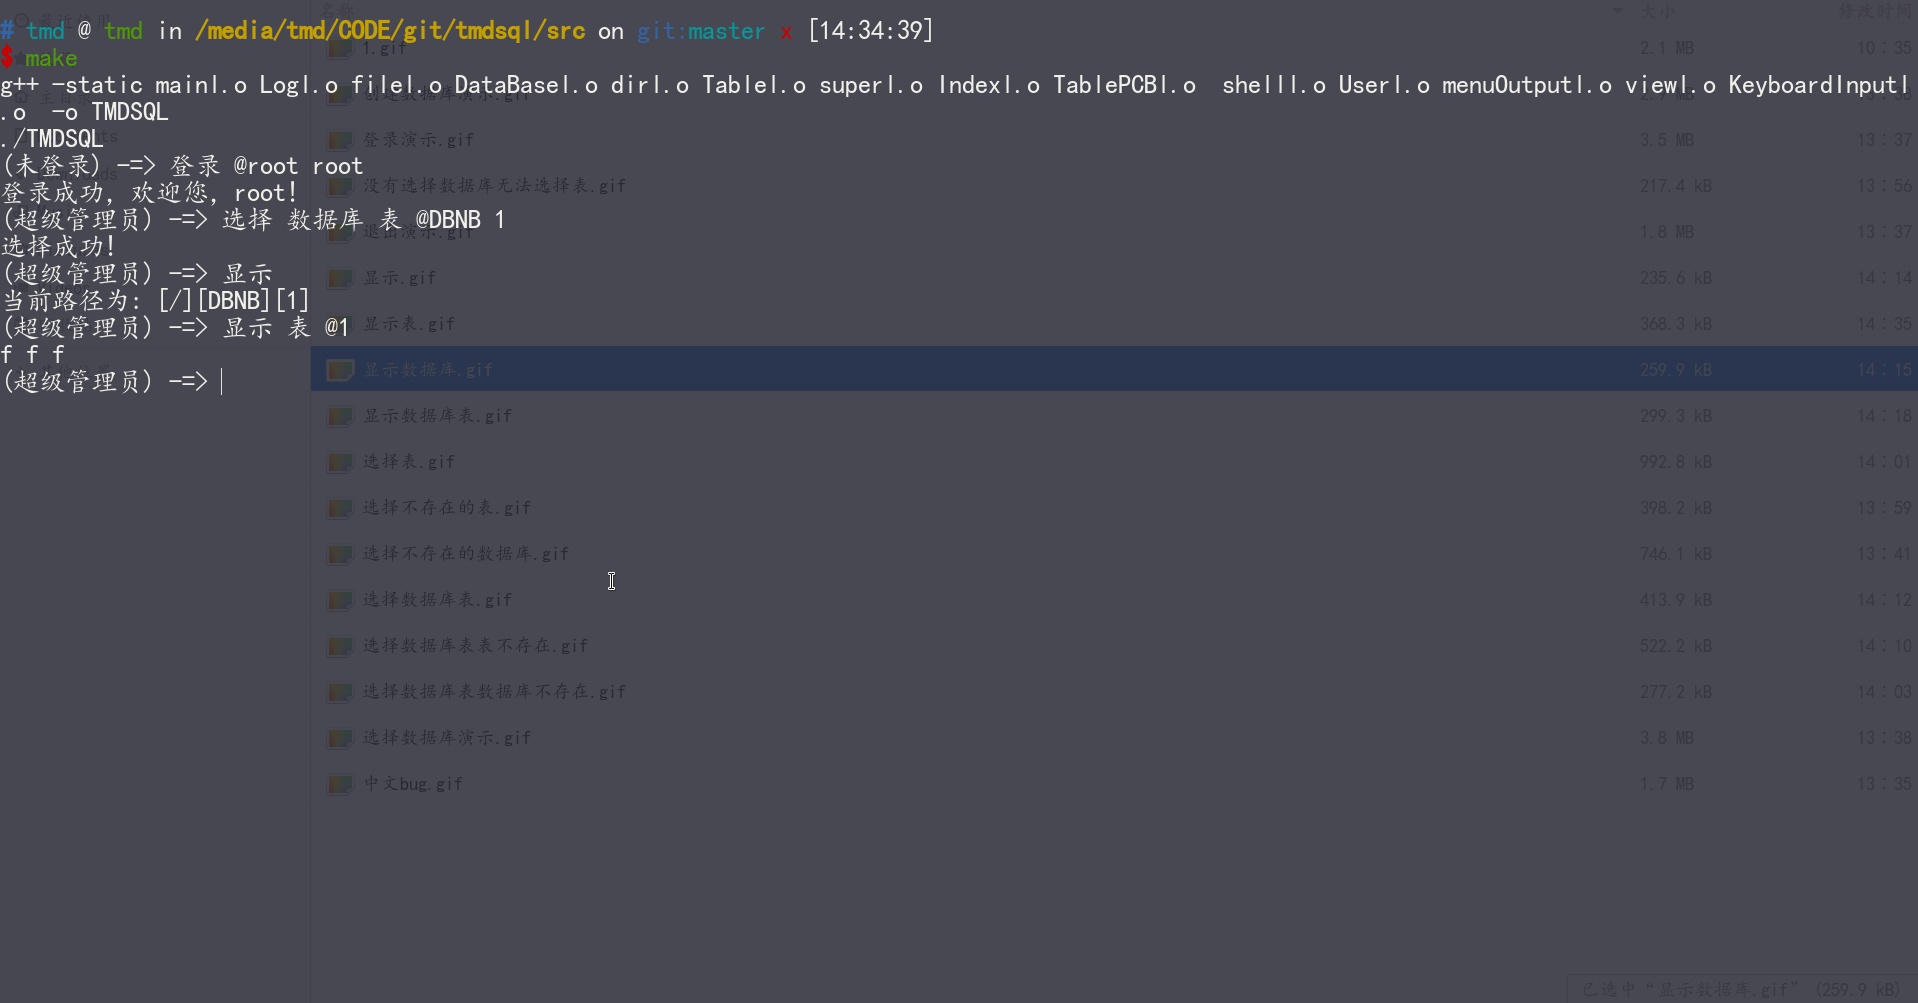 # tmd @ tmd in /media/tmd/CODE/git/tmdsql/src on git:master x [14:34:39]
$ make
g++ -static mainl.o Logl.o filel.o DataBasel.o dirl.o Tablel.o superl.o Indexl.o TablePCBl.o  shelll.o Userl.o menuOutputl.o viewl.o KeyboardInputl
.o  -o TMDSQL
./TMDSQL
(未登录) -=> 登录 @root root
登录成功, 欢迎您, root!
(超级管理员) -=> 选择 数据库 表 @DBNB 1
选择成功!
(超级管理员) -=> 显示
当前路径为: [/][DBNB][1]
(超级管理员) -=> 显示 表 @1
f f f
(超级管理员) -=>
名称 大小 修改时间
1.gif 2.1 MB 10:35
创建数据库演示.gif
登录演示.gif 3.5 MB 13:37
没有选择数据库无法选择表.gif 217.4 kB 13:56
退出演示.gif 1.8 MB 13:37
显示.gif 235.6 kB 14:14
显示表.gif 368.3 kB 14:35
显示数据库.gif 259.9 kB 14:15
显示数据库表.gif 299.3 kB 14:18
选择表.gif 992.8 kB 14:01
选择不存在的表.gif 398.2 kB 13:59
选择不存在的数据库.gif 746.1 kB 13:41
选择数据库表.gif 413.9 kB 14:12
选择数据库表表不存在.gif 522.2 kB 14:10
选择数据库表数据库不存在.gif 277.2 kB 14:03
选择数据库演示.gif 3.8 MB 13:38
中文bug.gif 1.7 MB 13:35
已选中“显示数据库.gif” (259.9 kB)